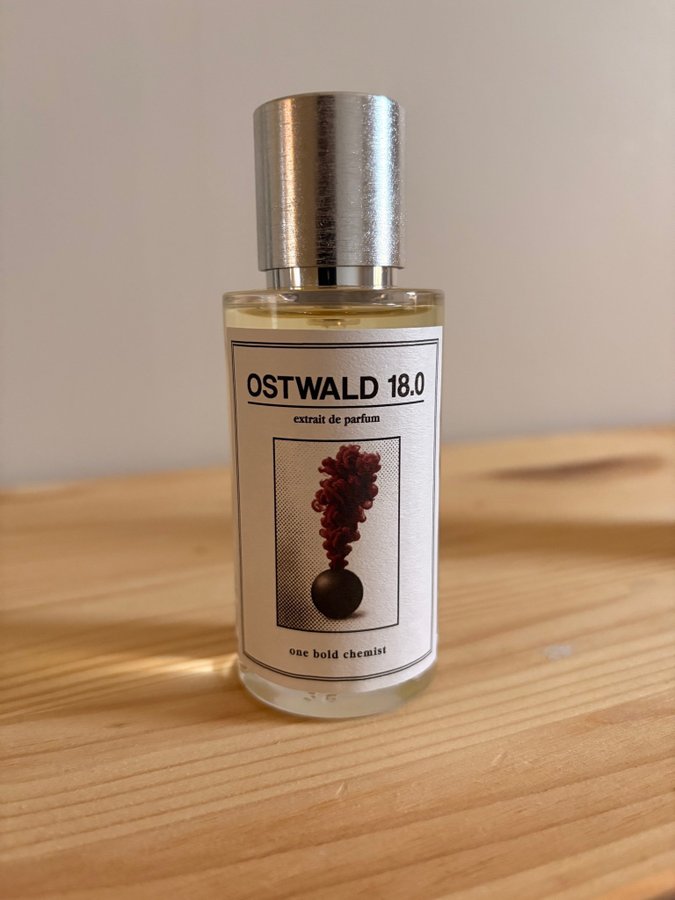 OSTWALD 18.0
extrait de parfum
one bold chemist